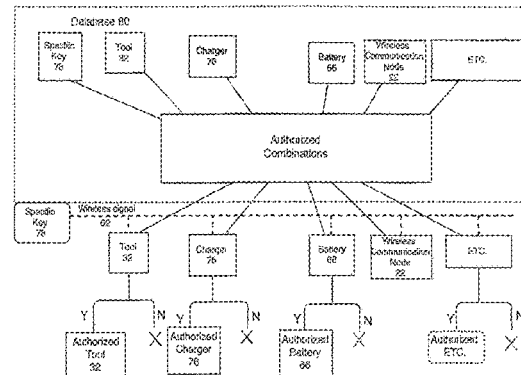 Database 80
Specific
Key
78
Tool
32
Charger
76
Battery
66
Wireless
Communication
Node
22
ETC.
Authorized
Combinations
Specific
Key
78
Wireless signal
62
Tool
32
Charger
76
Battery
Wireless
Communication
Node
22
ETC.
Y N
Y N
Y N
Y N
Authorized
Tool
32
X
Authorized
Charger
76
X
Authorized
Battery
66
X
Authorized
ETC.
X